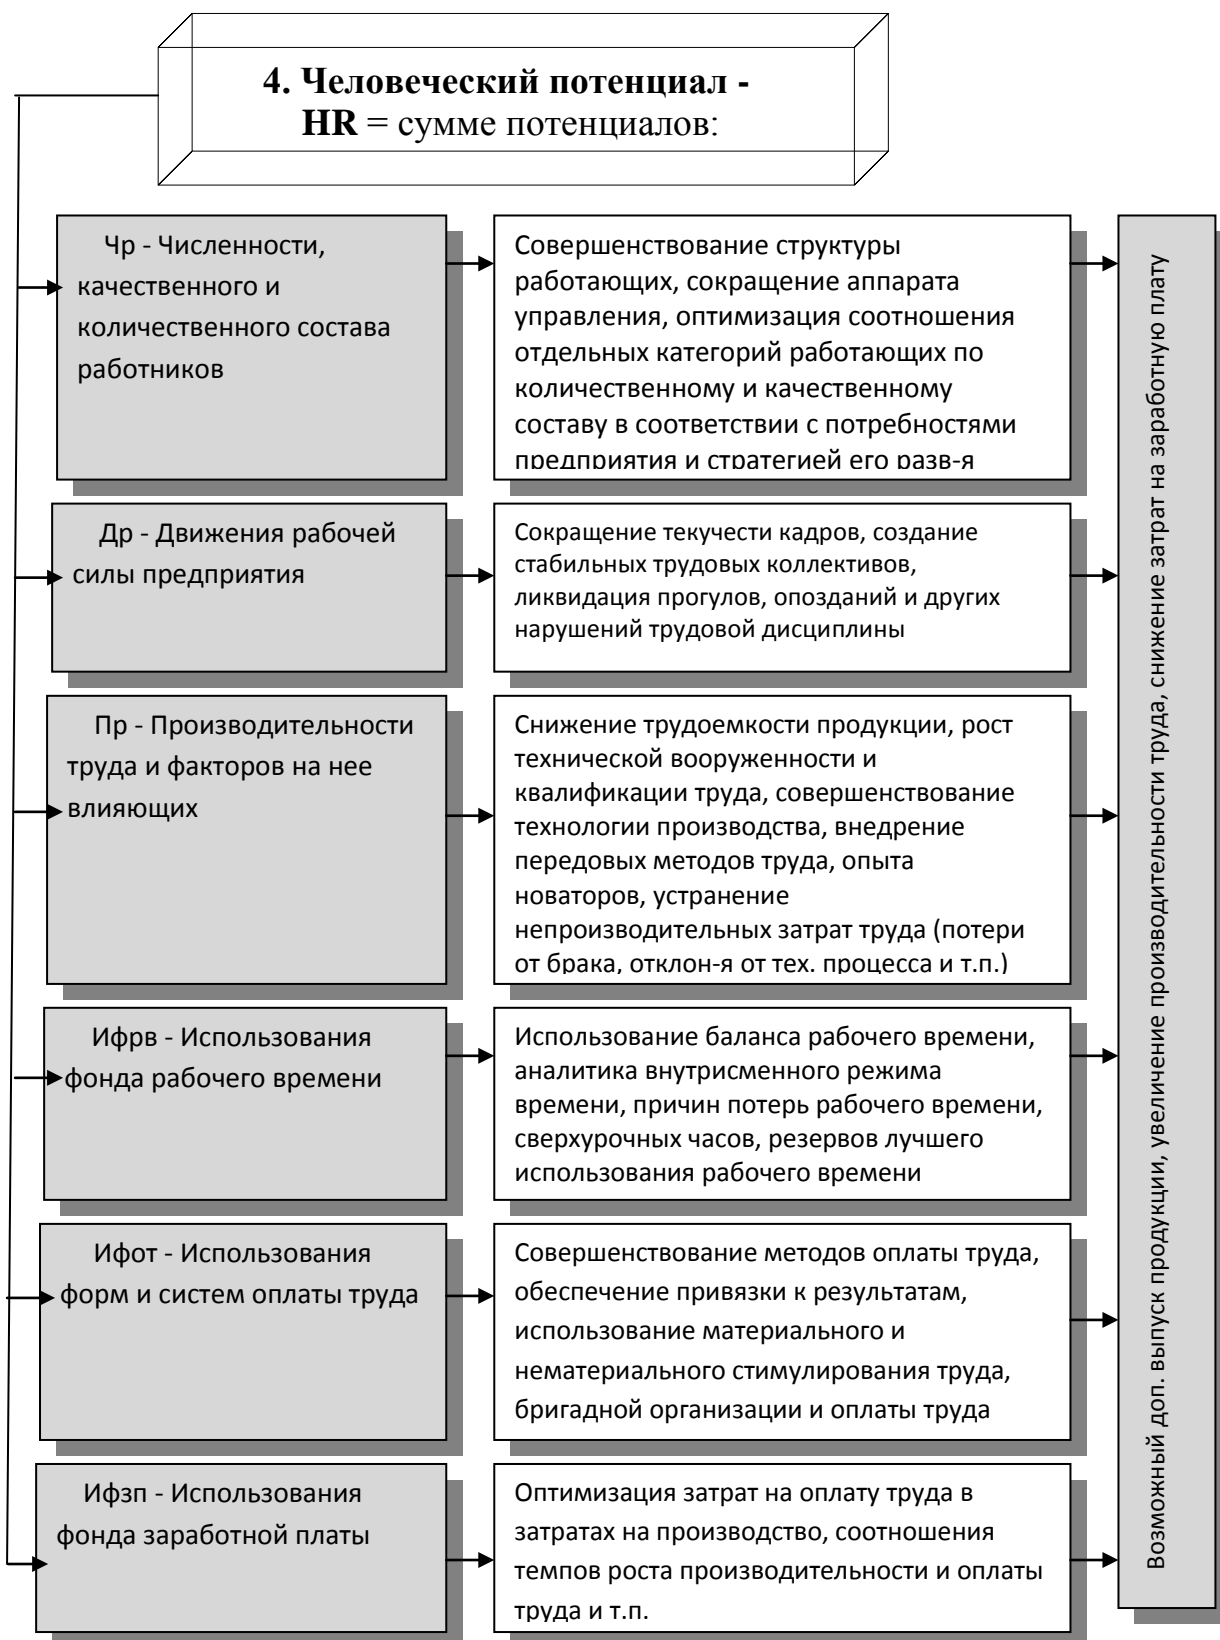 4. Человеческий потенциал -
HR = сумме потенциалов:
Чр - Численности,
качественного и
количественного состава
работников
Совершенствование структуры
работающих, сокращение аппарата
управления, оптимизация соотношения
отдельных категорий работающих по
количественному и качественному
составу в соответствии с потребностями
предприятия и стратегией его разв-я
Др - Движения рабочей
силы предприятия
Сокращение текучести кадров, создание
стабильных трудовых коллективов,
ликвидация прогулов, опозданий и других
нарушений трудовой дисциплины
Пр - Производительности
труда и факторов на нее
влияющих
Снижение трудоемкости продукции, рост
технической вооруженности и
квалификации труда, совершенствование
технологии производства, внедрение
передовых методов труда, опыта
новаторов, устранение
непроизводительных затрат труда (потери
от брака, отклон-я от тех. процесса и т.п.)
Ифрв - Использования
фонда рабочего времени
Использование баланса рабочего времени,
аналитика внутрисменного режима
времени, причин потерь рабочего времени,
сверхурочных часов, резервов лучшего
использования рабочего времени
Ифот - Использования
форм и систем оплаты труда
Совершенствование методов оплаты труда,
обеспечение привязки к результатам,
использование материального и
нематериального стимулирования труда,
бригадной организации и оплаты труда
Ифзп - Использования
фонда заработной платы
Оптимизация затрат на оплату труда в
затратах на производство, соотношения
темпов роста производительности и оплаты
труда и т.п.
Возможный доп. выпуск продукции, увеличение производительности труда, снижение затрат на заработную плату